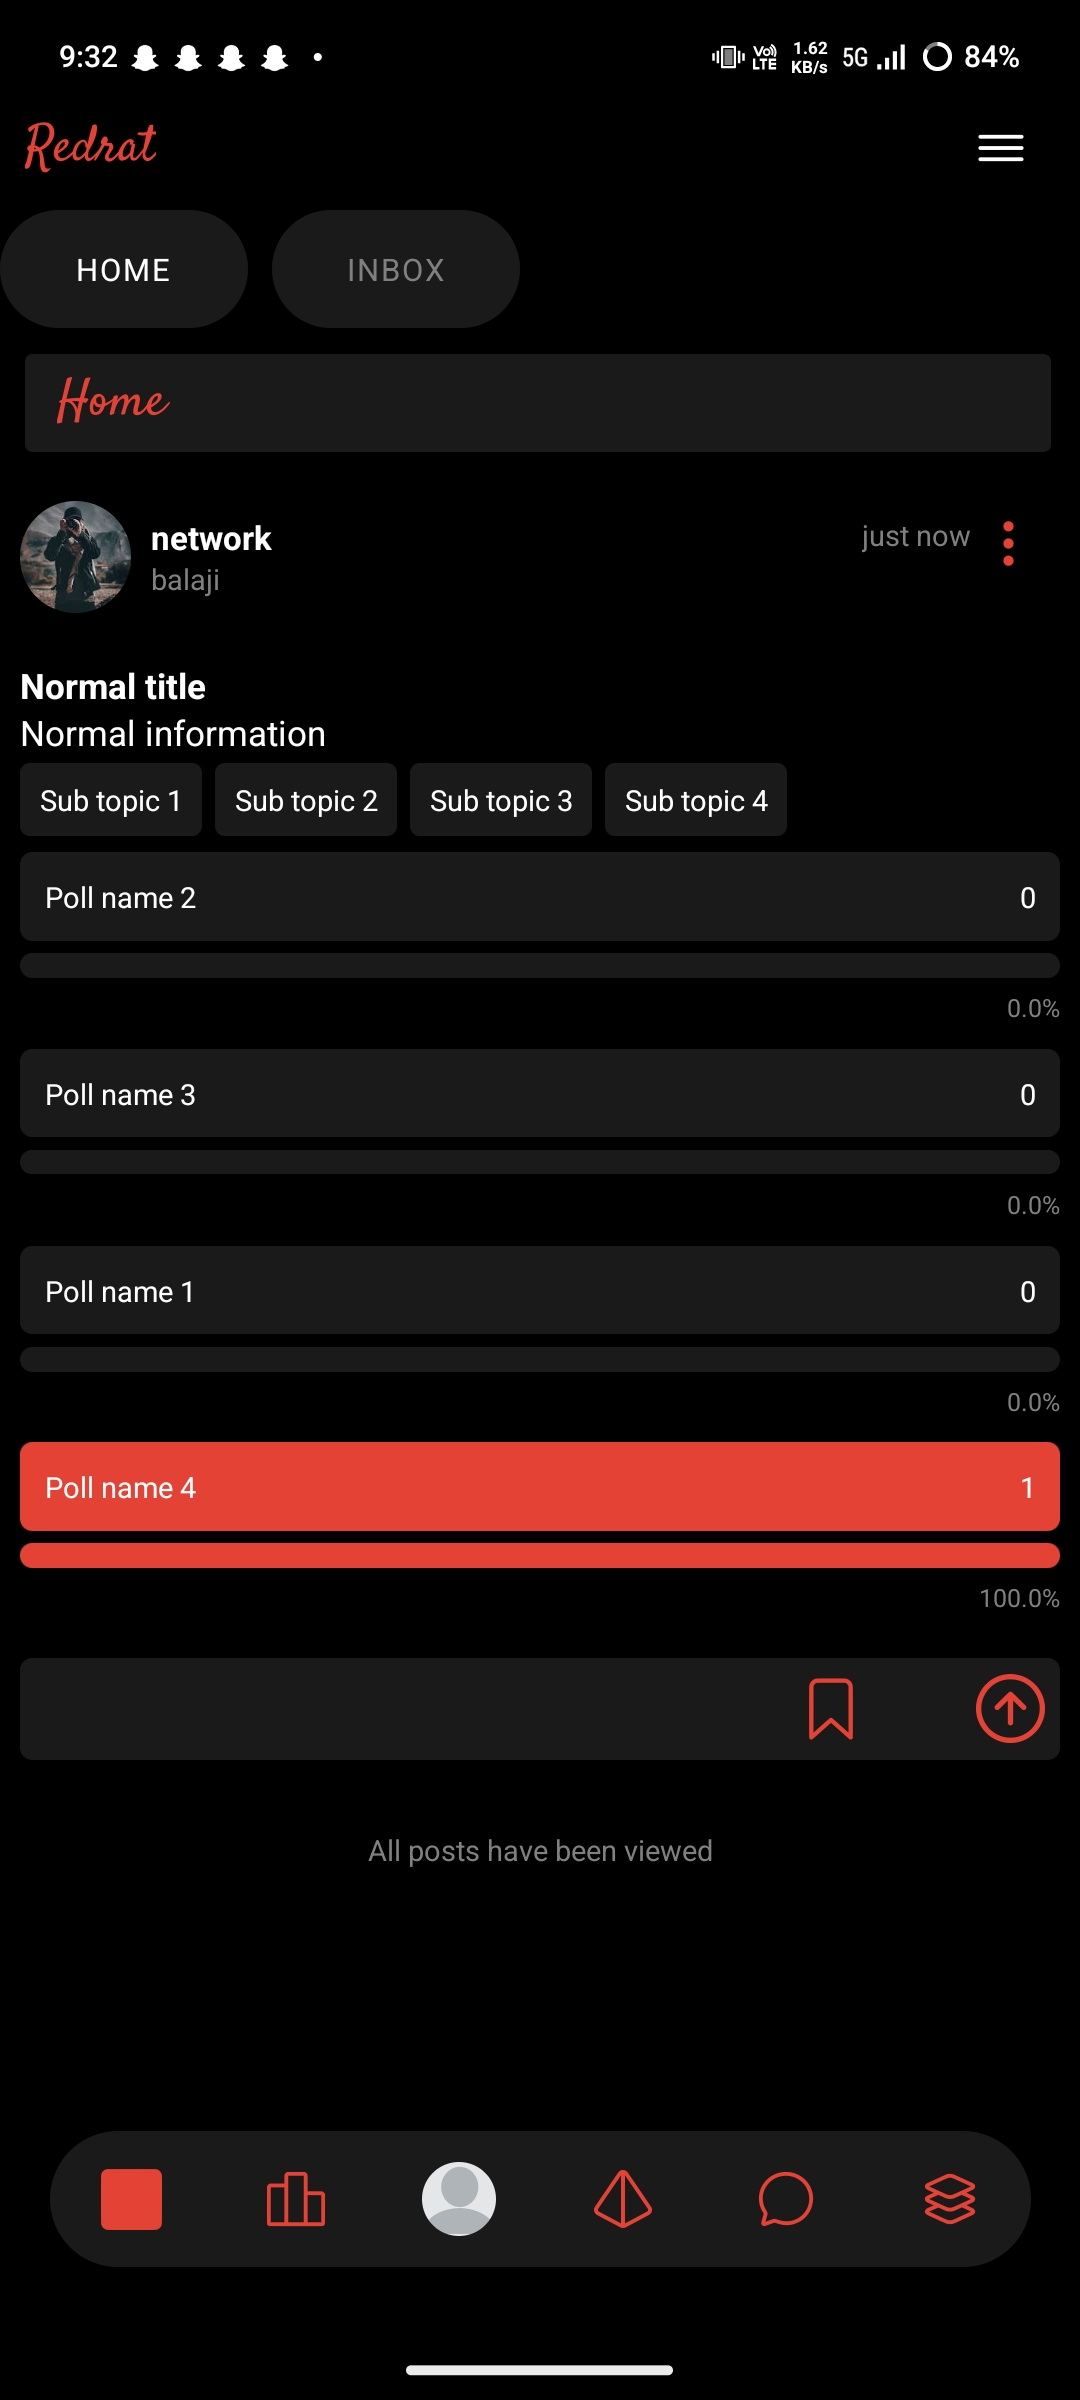 9:32 Vo) LTE 1.62 KB/s 5G 84%
Redrat
HOME INBOX
Home
network just now
balaji
Normal title
Normal information
Sub topic 1 Sub topic 2 Sub topic 3 Sub topic 4
Poll name 2 0
0.0%
Poll name 3 0
0.0%
Poll name 1 0
0.0%
Poll name 4 1
100.0%
All posts have been viewed